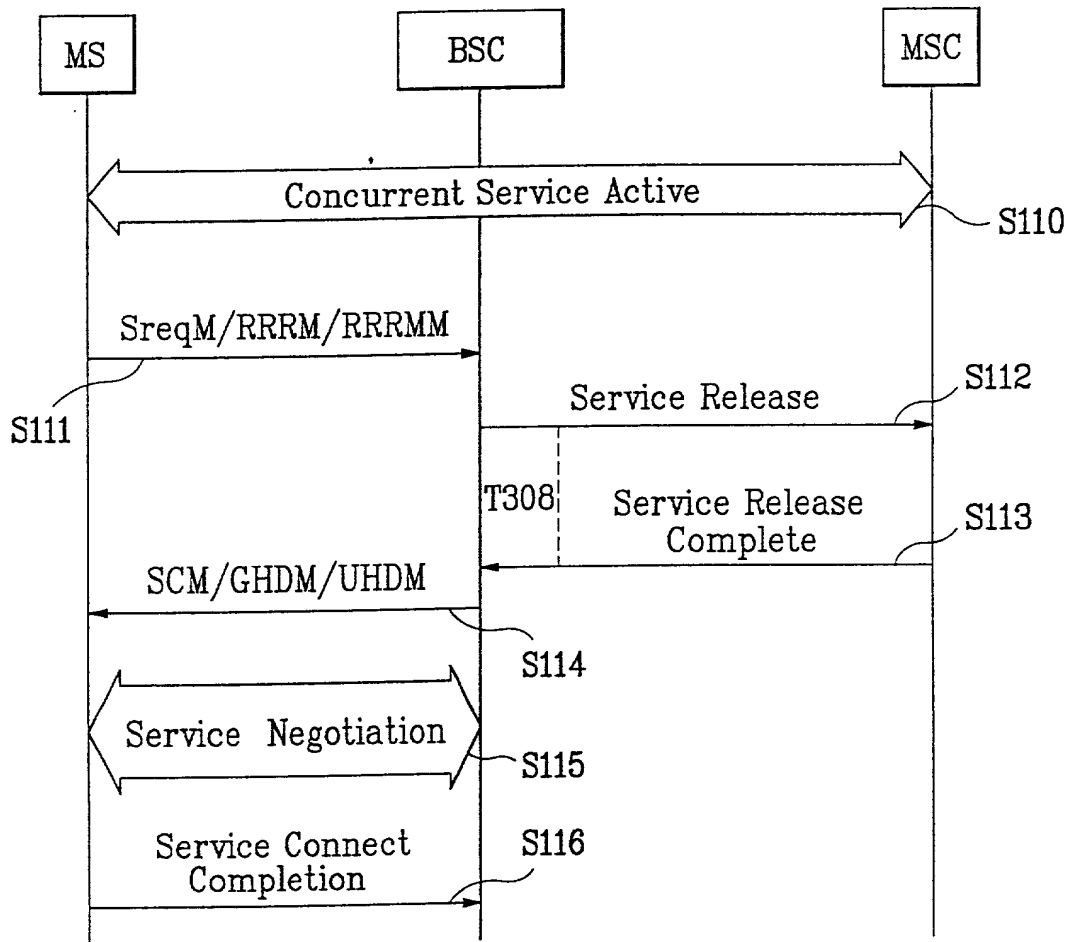 MS
BSC
MSC
Concurrent Service Active
S110
SreqM/RRRM/RRRMM
S111
Service Release
S112
T308
Service Release
Complete
S113
SCM/GHDM/UHDM
S114
Service Negotiation
S115
Service Connect
Completion
S116